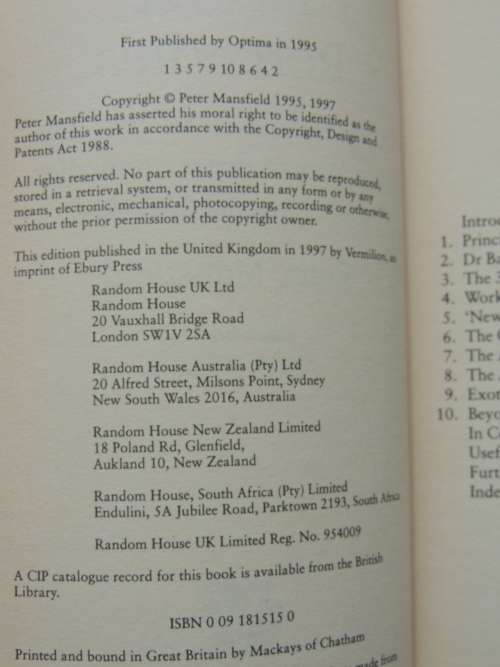 First Published by Optima in 1995
1 3 5 7 9 10 8 6 4 2
Copyright © Peter Mansfield 1995, 1997
Peter Mansfield has asserted his moral right to be identified as the
author of this work in accordance with the Copyright, Design and
Patents Act 1988.
All rights reserved. No part of this publication may be reproduced,
stored in a retrieval system, or transmitted in any form or by any
means, electronic, mechanical, photocopying, recording or otherwise,
without the prior permission of the copyright owner.
This edition published in the United Kingdom in 1997 by Vermilion, an
imprint of Ebury Press
Random House UK Ltd
Random House
20 Vauxhall Bridge Road
London SW1V 2SA
Random House Australia (Pty) Ltd
20 Alfred Street, Milsons Point, Sydney
New South Wales 2016, Australia
Random House New Zealand Limited
18 Poland Rd, Glenfield,
Aukland 10, New Zealand
Random House, South Africa (Pty) Limited
Endulini, 5A Jubilee Road, Parktown 2193, South Africa
Random House UK Limited Reg. No. 954009
A CIP catalogue record for this book is available from the British
Library.
ISBN 0 09 181515 0
Printed and bound in Great Britain by Mackays of Chatham
made from
Introd
1. Princ
2. Dr Ba
3. The
4. Work
5. 'New
6. The
7. The
8. The
9. Exot
10. Beyo
In C
Usef
Furt
Inde